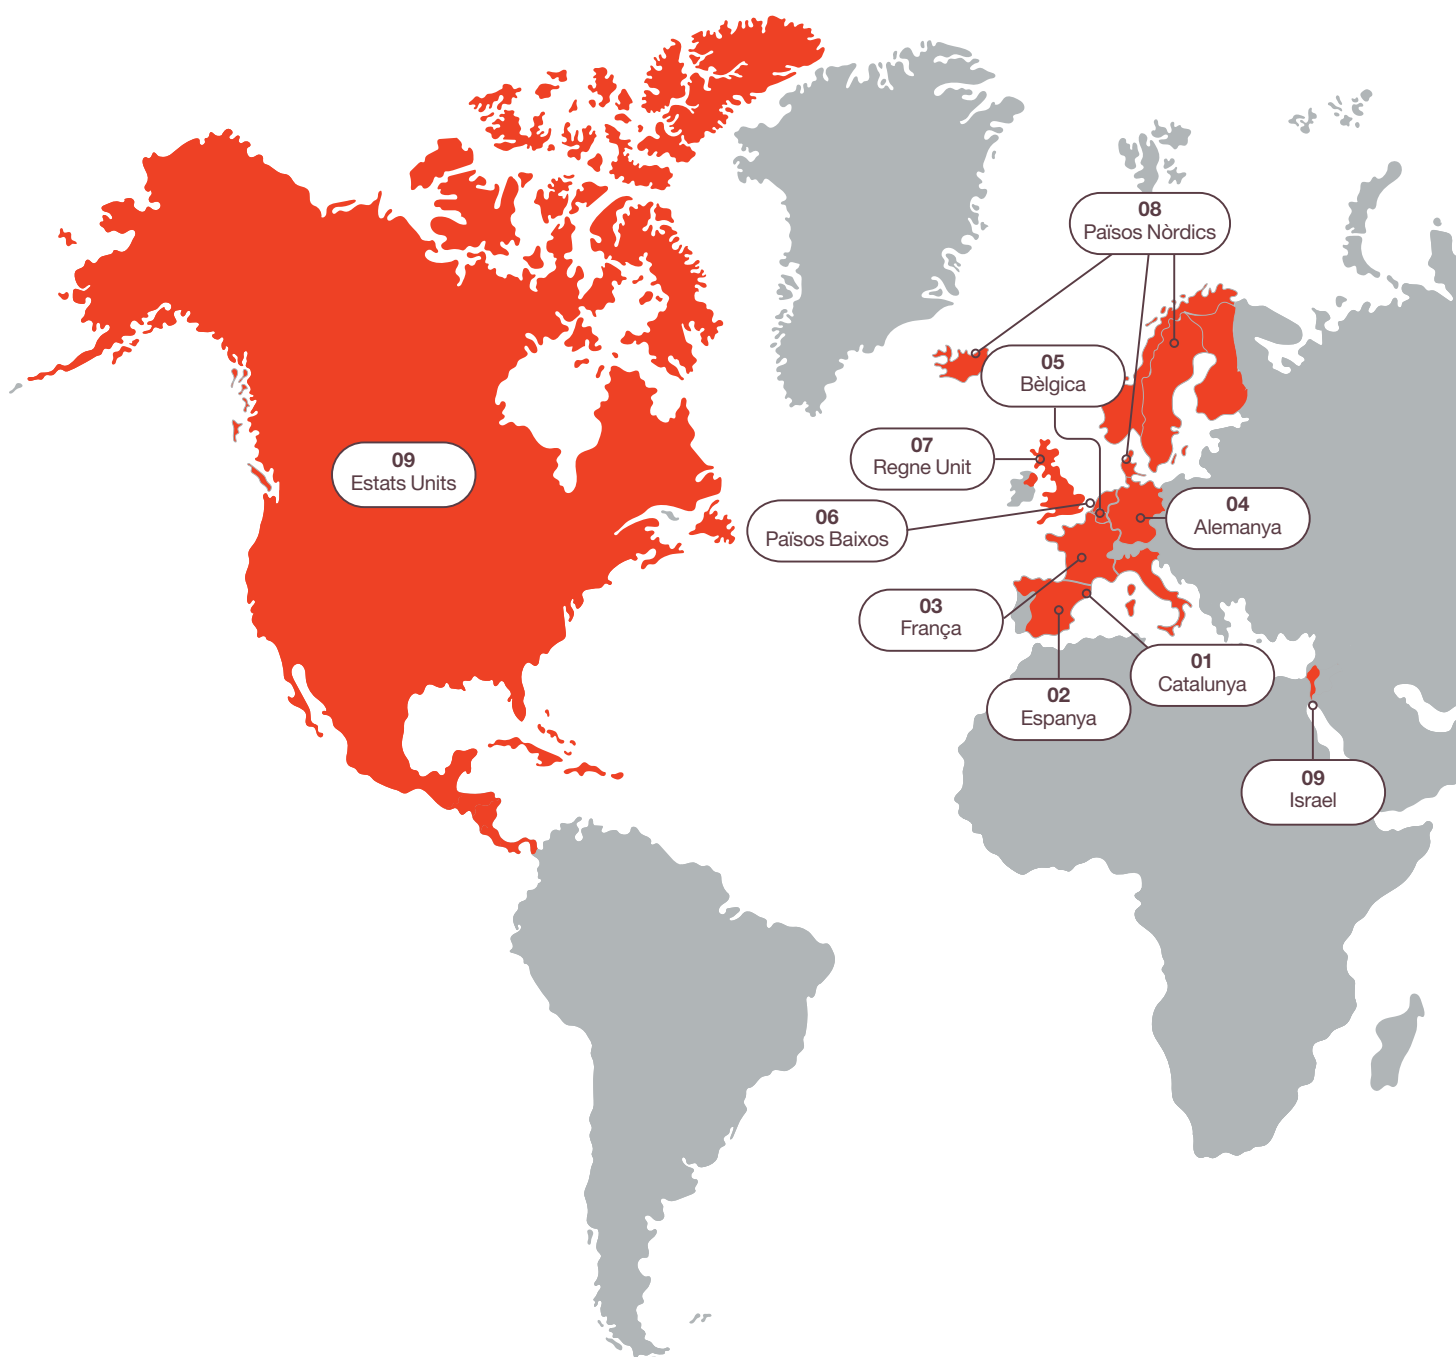 08
Països Nòrdics
05
Bèlgica
07
Regne Unit
09
Estats Units
06
Països Baixos
04
Alemanya
03
França
01
Catalunya
02
Espanya
09
Israel